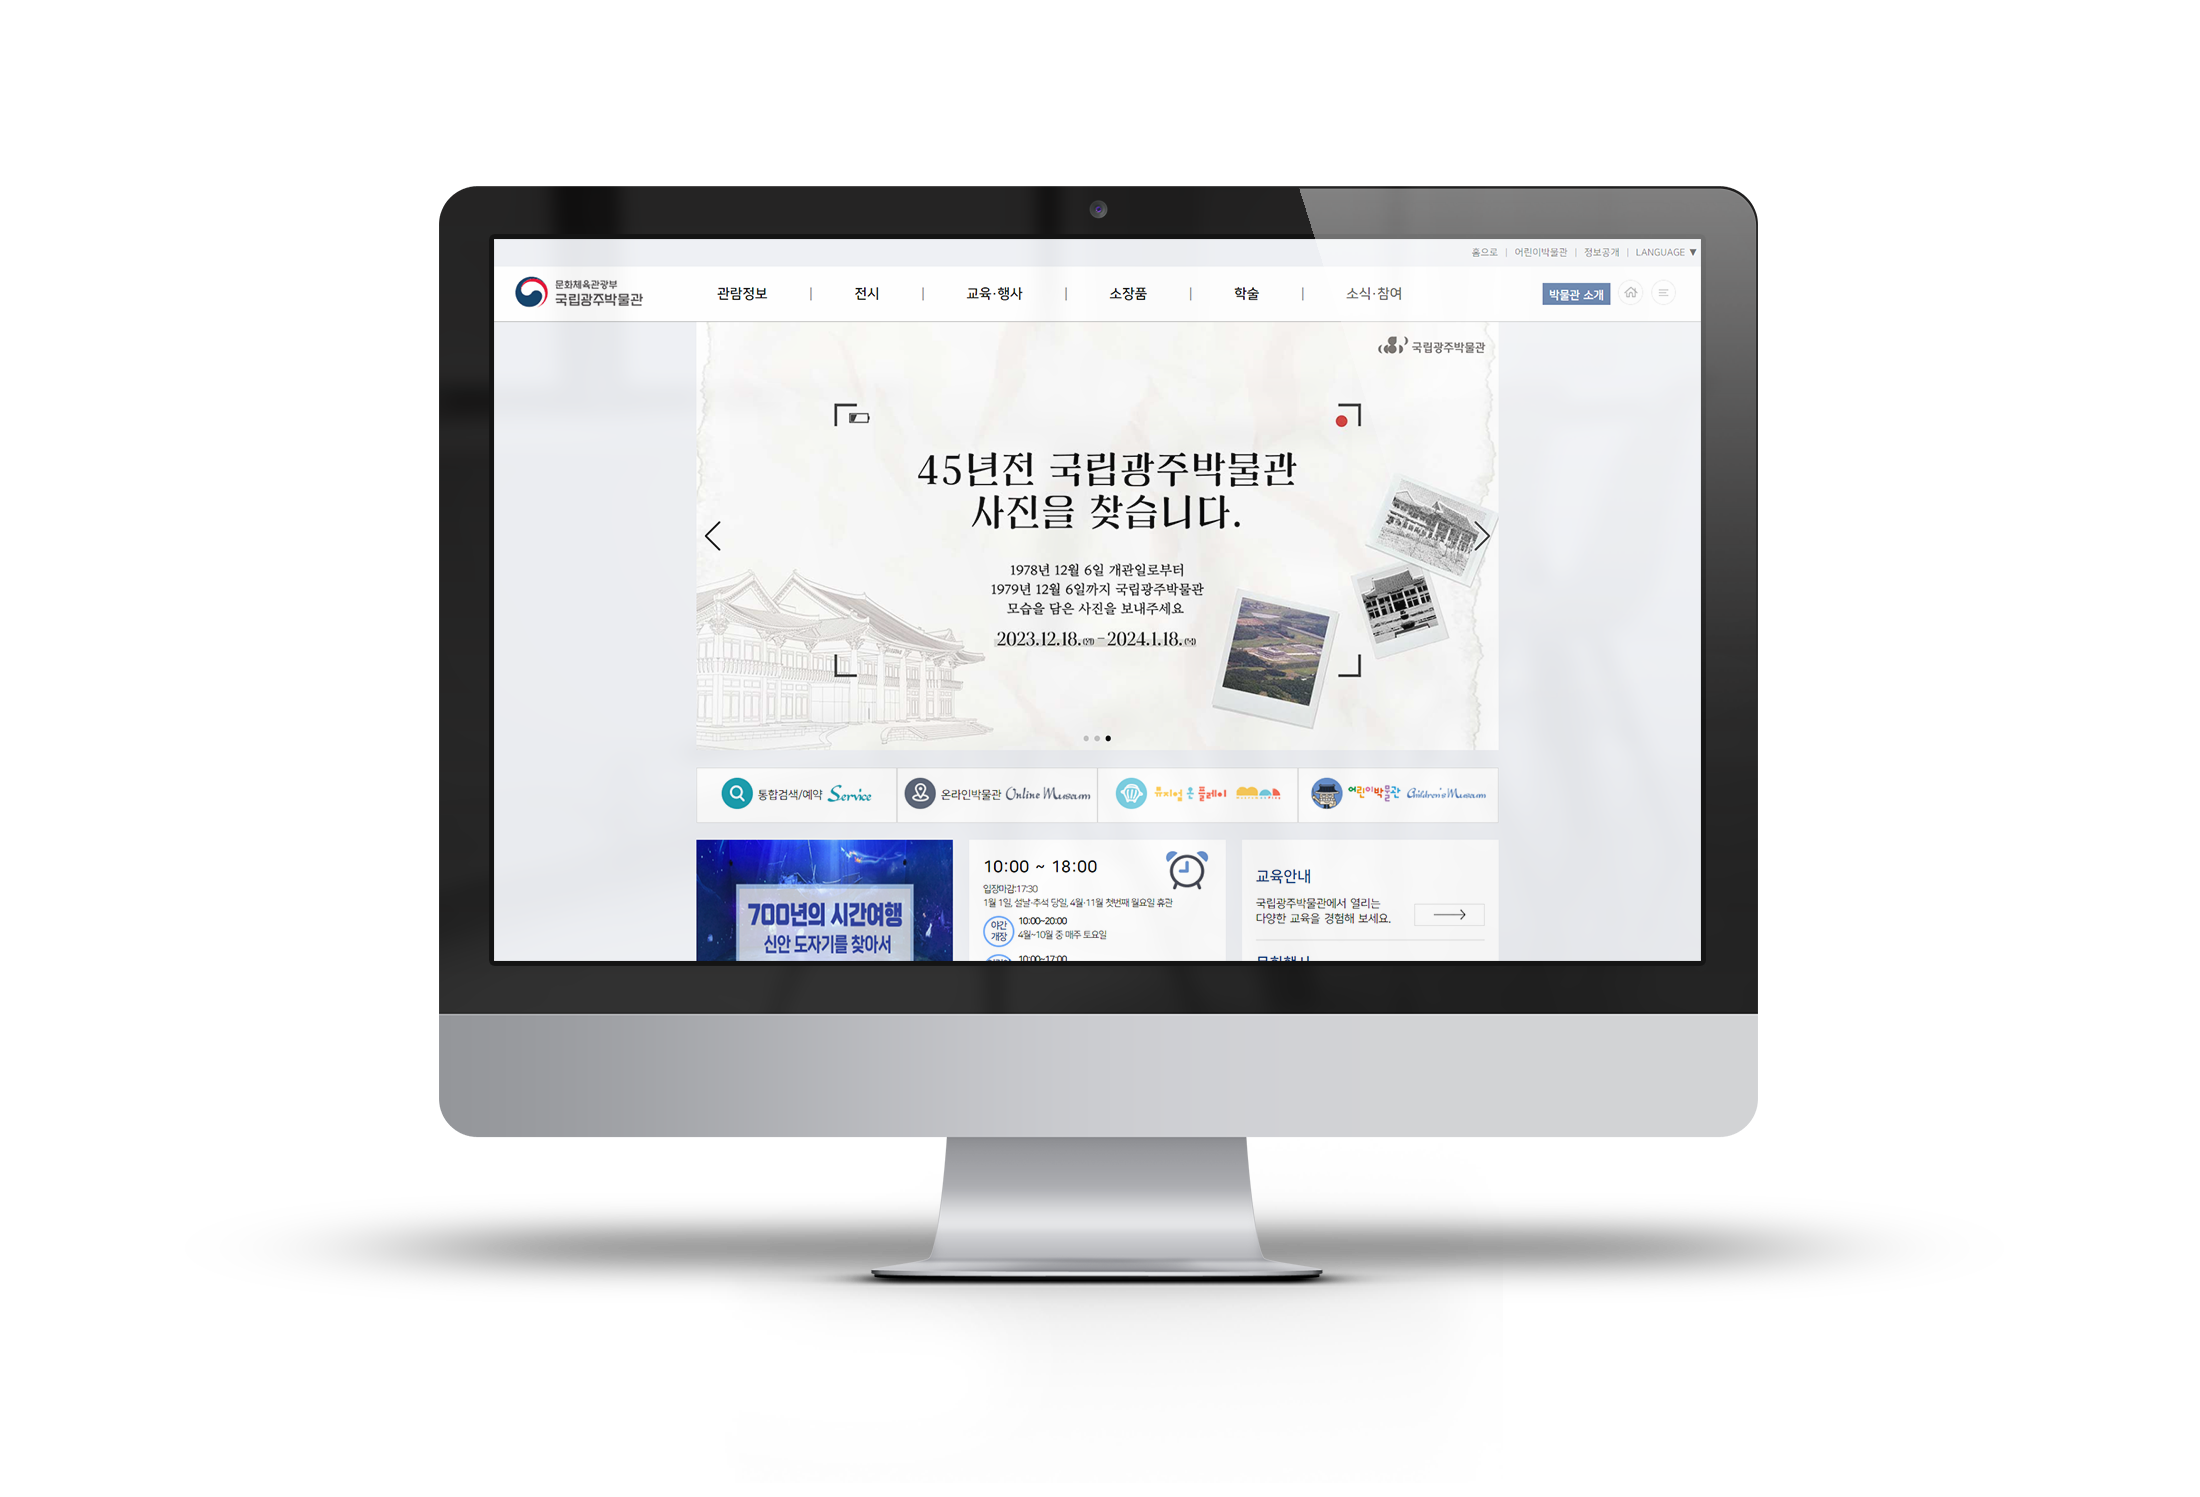 홈으로 | 어린이박물관 | 정보공개 | LANGUAGE ▼
문화체육관광부
국립광주박물관
관람정보 | 전시 | 교육·행사 | 소장품 | 학술 | 소식·참여
박물관 소개
국립광주박물관
45년전 국립광주박물관
사진을 찾습니다.
1978년 12월 6일 개관일로부터
1979년 12월 6일까지 국립광주박물관
모습을 담은 사진을 보내주세요
2023.12.18.(월) - 2024.1.18.(목)
통합검색/예약 Service
온라인박물관 Online Museum
뮤지엄 온 플레이
어린이박물관 Children's Museum
700년의 시간여행
신안 도자기를 찾아서
10:00 ~ 18:00
입장마감:17:30
1월 1일, 설날·추석 당일, 4월·11월 첫번째 월요일 휴관
야간
개장
10:00~20:00
4월~10월 중 매주 토요일
10:00~17:00
교육안내
국립광주박물관에서 열리는
다양한 교육을 경험해 보세요.
문화행사